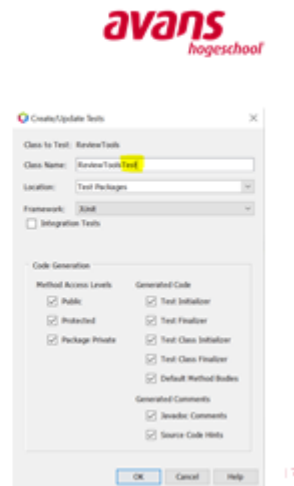 avans
hogeschool
Create/Update Tests
Class to Test: ReviewTools
Class Name: ReviewToolsTest
Location: Test Packages
Framework: JUnit
Integration Tests
Code Generation
Method Access Levels Generated Code
Public Test Initializer
Protected Test Finalizer
Package Private Test Class Initializer
Test Class Finalizer
Default Method Bodies
Generated Comments
Javadoc Comments
Source Code Hints
OK Cancel Help